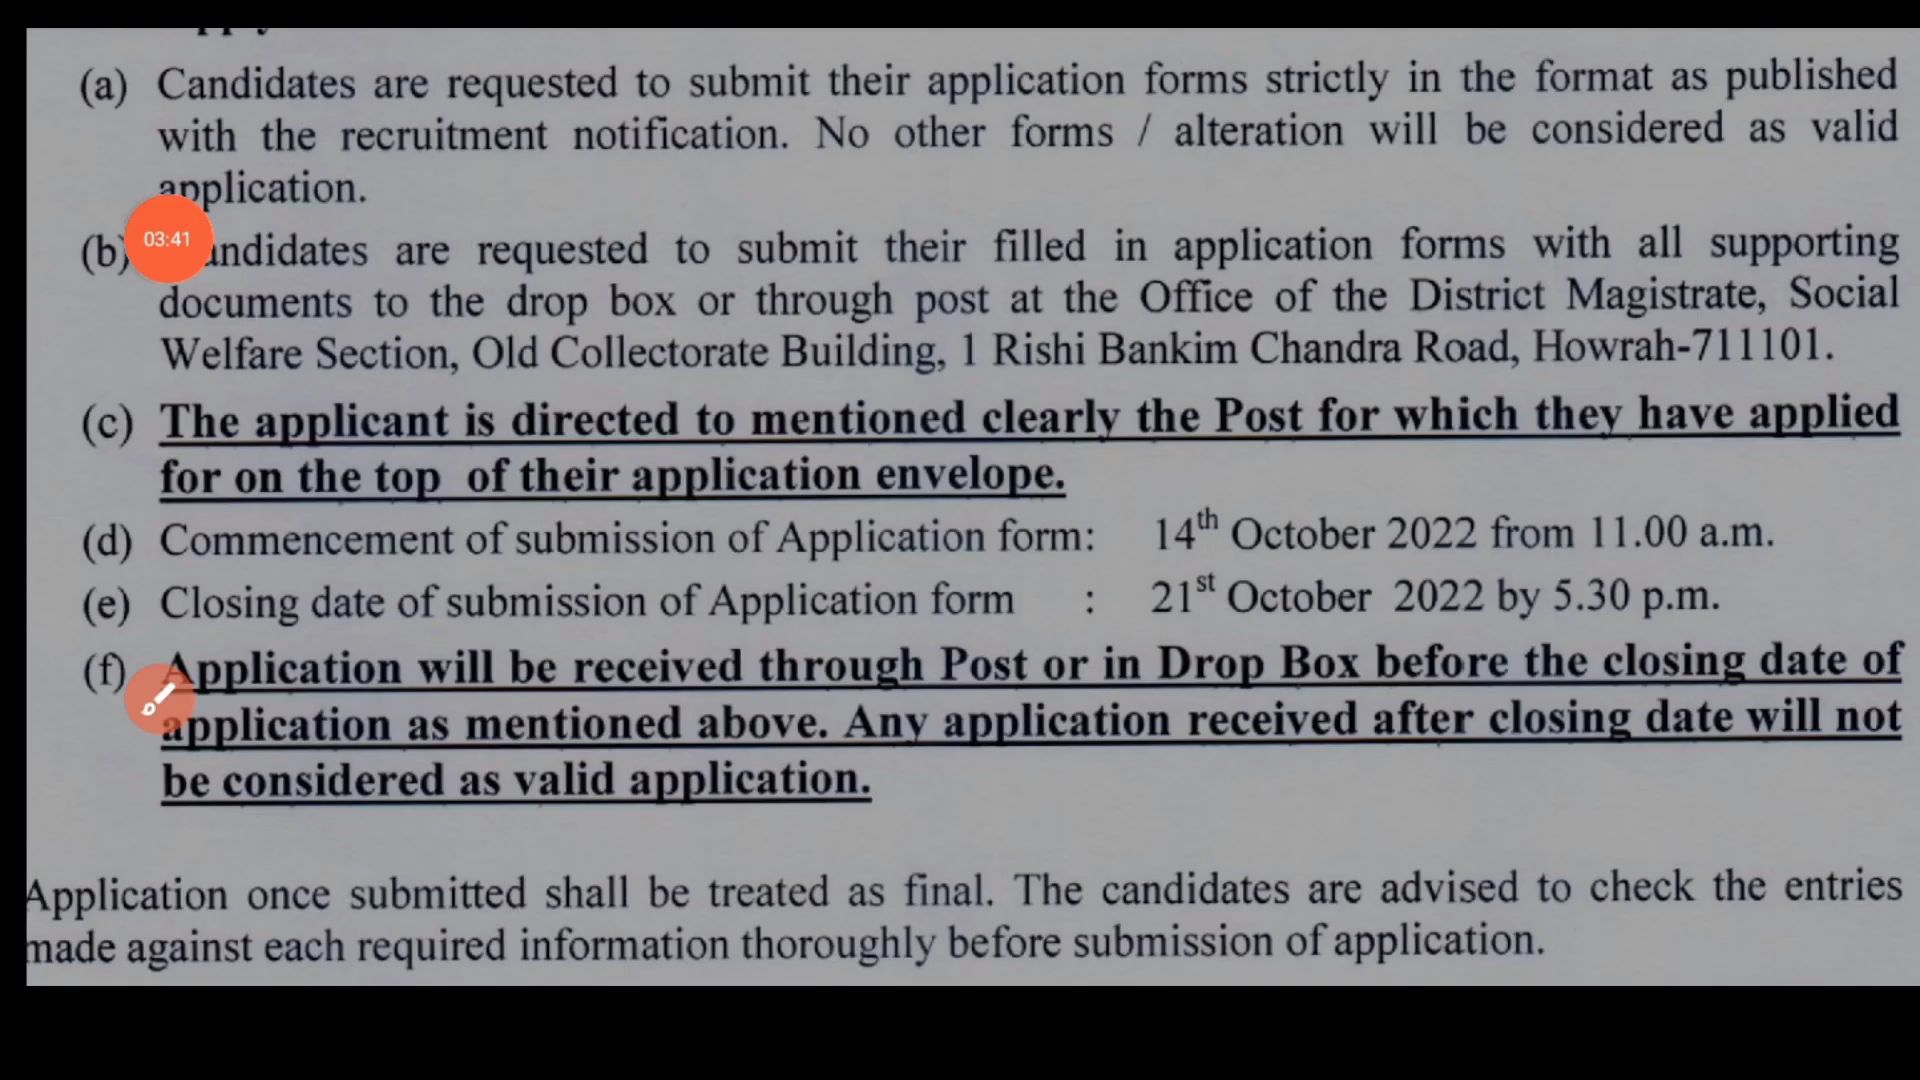 (a) Candidates are requested to submit their application forms strictly in the format as published
with the recruitment notification. No other forms / alteration will be considered as valid
application.
03:41
(b) andidates are requested to submit their filled in application forms with all supporting
documents to the drop box or through post at the Office of the District Magistrate, Social
Welfare Section, Old Collectorate Building, 1 Rishi Bankim Chandra Road, Howrah-711101.
(c) The applicant is directed to mentioned clearly the Post for which they have applied
for on the top of their application envelope.
(d) Commencement of submission of Application form: 14th October 2022 from 11.00 a.m.
(e) Closing date of submission of Application form : 21st October 2022 by 5.30 p.m.
(f) Application will be received through Post or in Drop Box before the closing date of
application as mentioned above. Any application received after closing date will not
be considered as valid application.
Application once submitted shall be treated as final. The candidates are advised to check the entries
made against each required information thoroughly before submission of application.